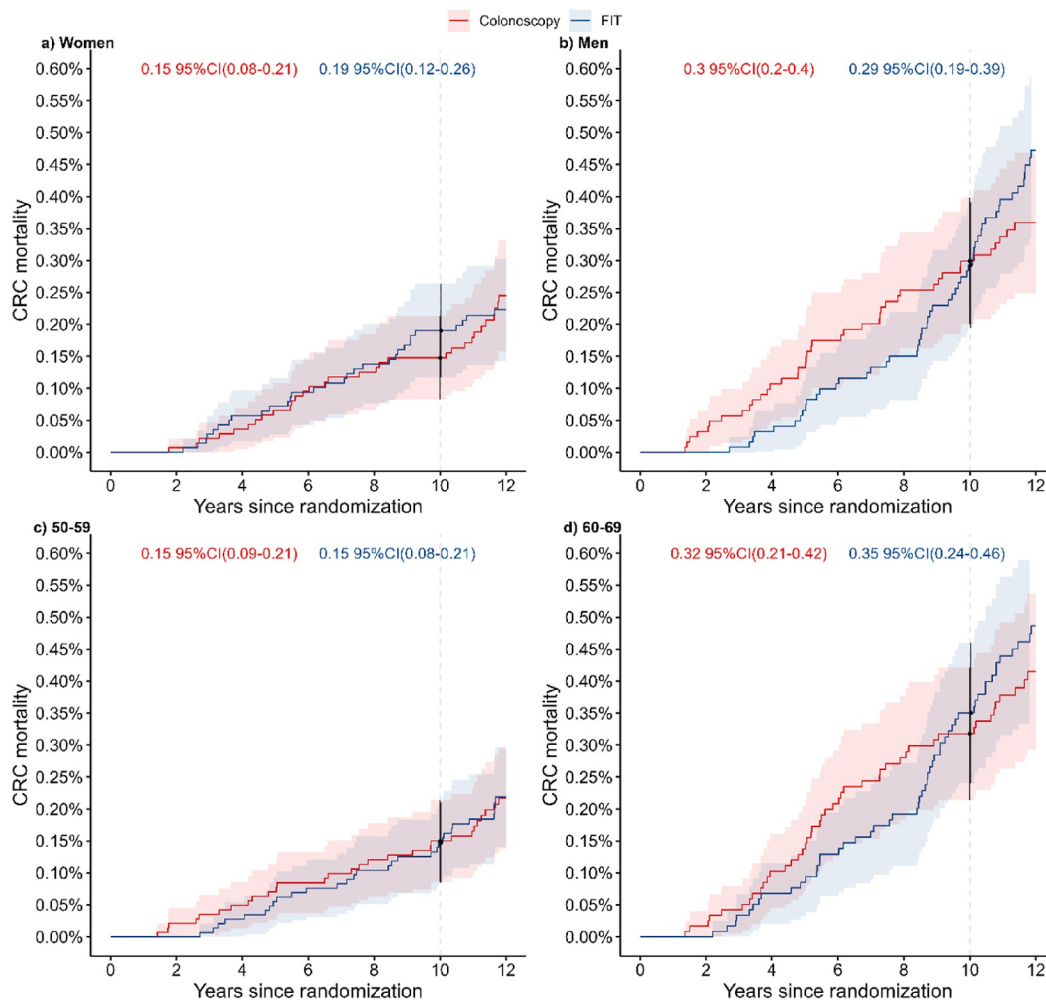 Colonoscopy FIT
a) Women
0.15 95%CI(0.08-0.21) 0.19 95%CI(0.12-0.26)
0.60%
0.55%
0.50%
0.45%
0.40%
0.35%
0.30%
0.25%
0.20%
0.15%
0.10%
0.05%
0.00%
CRC mortality
0 2 4 6 8 10 12
Years since randomization
b) Men
0.3 95%CI(0.2-0.4) 0.29 95%CI(0.19-0.39)
0.60%
0.55%
0.50%
0.45%
0.40%
0.35%
0.30%
0.25%
0.20%
0.15%
0.10%
0.05%
0.00%
CRC mortality
0 2 4 6 8 10 12
Years since randomization
c) 50-59
0.15 95%CI(0.09-0.21) 0.15 95%CI(0.08-0.21)
0.60%
0.55%
0.50%
0.45%
0.40%
0.35%
0.30%
0.25%
0.20%
0.15%
0.10%
0.05%
0.00%
CRC mortality
0 2 4 6 8 10 12
Years since randomization
d) 60-69
0.32 95%CI(0.21-0.42) 0.35 95%CI(0.24-0.46)
0.60%
0.55%
0.50%
0.45%
0.40%
0.35%
0.30%
0.25%
0.20%
0.15%
0.10%
0.05%
0.00%
CRC mortality
0 2 4 6 8 10 12
Years since randomization